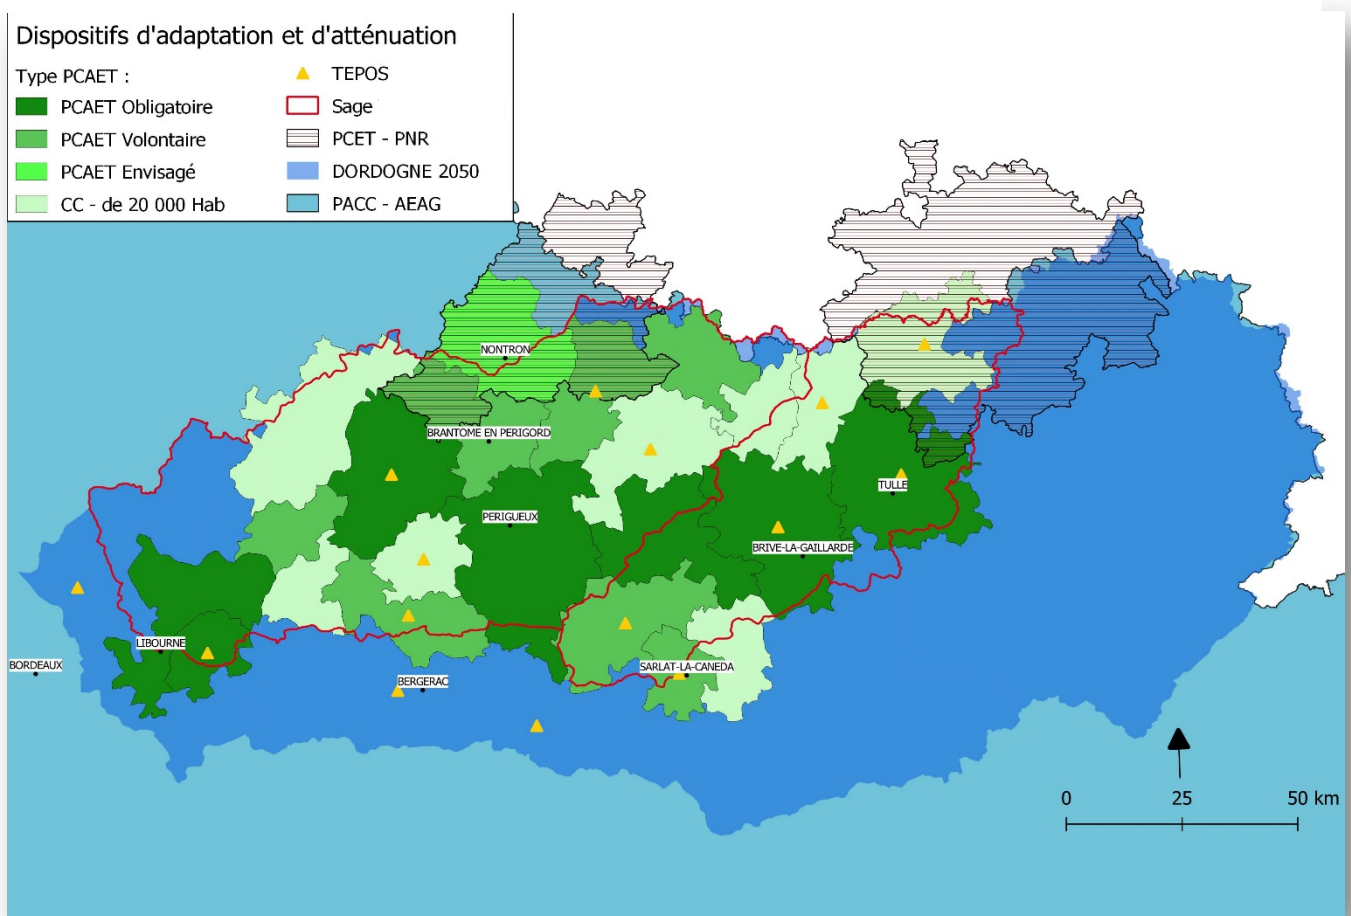 Dispositifs d'adaptation et d'atténuation
Type PCAET :
PCAET Obligatoire
PCAET Volontaire
PCAET Envisagé
CC - de 20 000 Hab
TEPOS
Sage
PCET - PNR
DORDOGNE 2050
PACC - AEAG
NONTRON
BRANTOME EN PERIGORD
TULLE
PERIGUEUX
BRIVE-LA-GAILLARDE
LIBOURNE
BORDEAUX
SARLAT-LA-CANEDA
BERGERAC
0 25 50 km